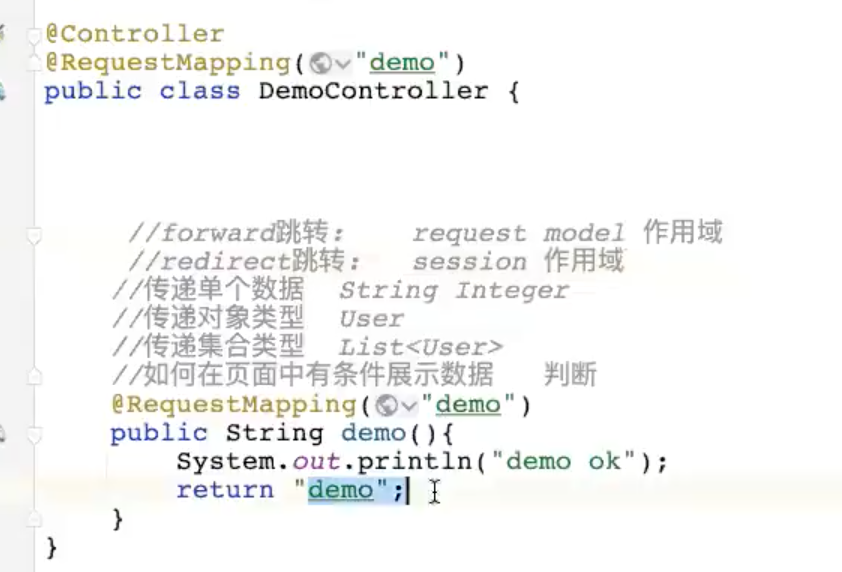 @Controller
@RequestMapping("demo")
public class DemoController {
//forward跳转: request model 作用域
//redirect跳转: session 作用域
//传递单个数据 String Integer
//传递对象类型 User
//传递集合类型 List<User>
//如何在页面中有条件展示数据 判断
@RequestMapping("demo")
public String demo(){
System.out.println("demo ok");
return "demo";
}
}